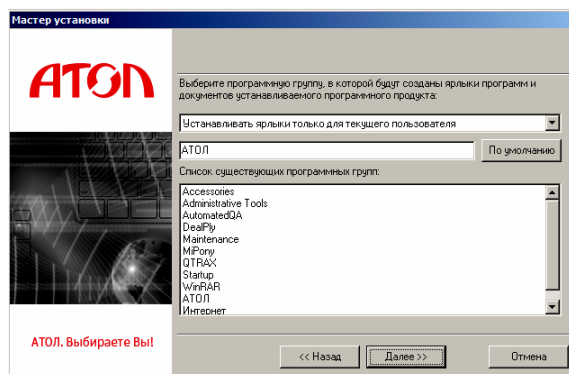 Мастер установки
АТОЛ
Выберите программную группу, в которой будут созданы ярлыки программ и
документов устанавливаемого программного продукта:
Устанавливать ярлыки только для текущего пользователя
АТОЛ
По умолчанию
Список существующих программных групп:
Accessories
Administrative Tools
AutomatedQA
DealPly
Maintenance
MiPony
QTRAX
Startup
WinRAR
АТОЛ
Интернет
АТОЛ. Выбираете Вы!
<< Назад
Далее >>
Отмена